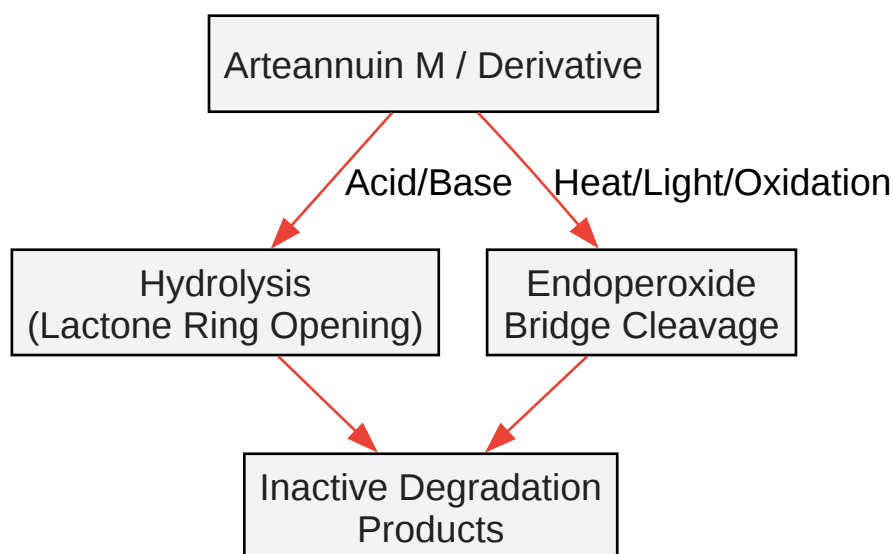 Arteannuin M / Derivative
Acid/Base
Heat/Light/Oxidation
Hydrolysis
(Lactone Ring Opening)
Endoperoxide
Bridge Cleavage
Inactive Degradation
Products